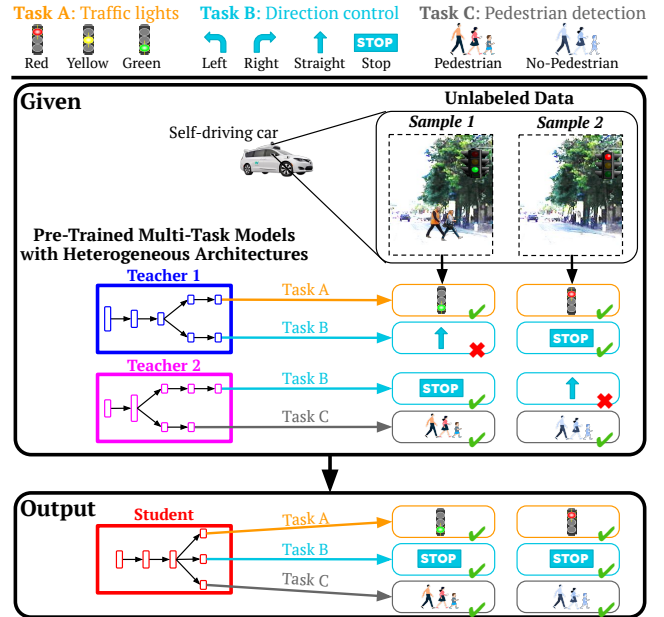 Task A: Traffic lights
Task B: Direction control
Task C: Pedestrian detection
Red
Yellow
Green
Left
Right
Straight
STOP
Stop
Pedestrian
No-Pedestrian
Given
Unlabeled Data
Sample 1
Sample 2
Self-driving car
Pre-Trained Multi-Task Models
with Heterogeneous Architectures
Teacher 1
Task A
Task B
STOP
Teacher 2
Task B
STOP
Task C
Output
Student
Task A
Task B
STOP
STOP
Task C